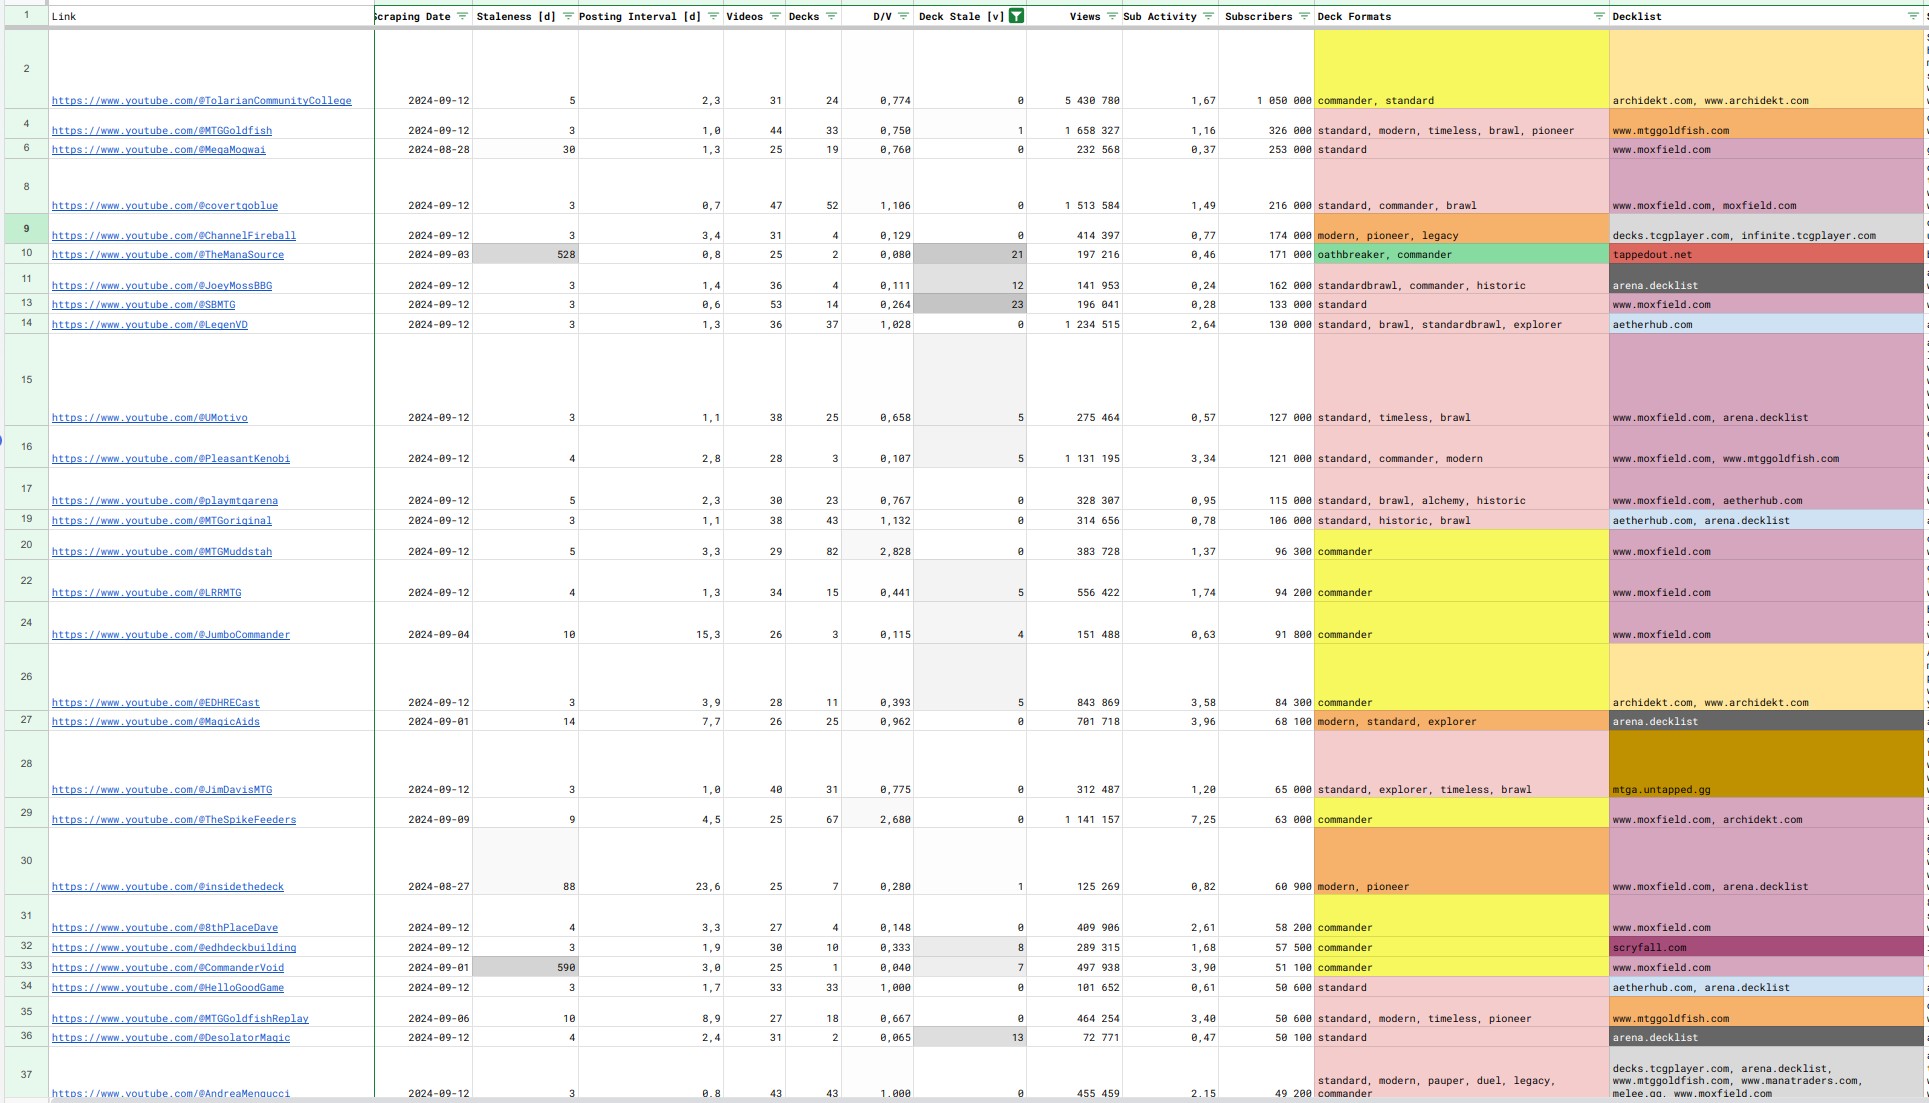 1 Link Scraping Date Staleness [d] Posting Interval [d] Videos Decks D/V Deck Stale [v] Views Sub Activity Subscribers Deck Formats Decklist
2 https://www.youtube.com/@TolarianCommunityCollege 2024-09-12 5 2,3 31 24 0,774 0 5 430 780 1,67 1 050 000 commander, standard archidekt.com, www.archidekt.com
4 https://www.youtube.com/@MTGGoldfish 2024-09-12 3 1,0 44 33 0,750 1 1 658 327 1,16 326 000 standard, modern, timeless, brawl, pioneer www.mtggoldfish.com
6 https://www.youtube.com/@MegaMogwai 2024-08-28 30 1,3 25 19 0,760 0 232 568 0,37 253 000 standard www.moxfield.com
8 https://www.youtube.com/@covertgoblue 2024-09-12 3 0,7 47 52 1,106 0 1 513 584 1,49 216 000 standard, commander, brawl www.moxfield.com, moxfield.com
9 https://www.youtube.com/@ChannelFireball 2024-09-12 3 3,4 31 4 0,129 0 414 397 0,77 174 000 modern, pioneer, legacy decks.tcgplayer.com, infinite.tcgplayer.com
10 https://www.youtube.com/@TheManaSource 2024-09-03 528 0,8 25 2 0,080 21 197 216 0,46 171 000 oathbreaker, commander tappedout.net
11 https://www.youtube.com/@JoeyMossBBG 2024-09-12 3 1,4 36 4 0,111 12 141 953 0,24 162 000 standardbrawl, commander, historic arena.decklist
13 https://www.youtube.com/@SBMTG 2024-09-12 3 0,6 53 14 0,264 23 196 041 0,28 133 000 standard www.moxfield.com
14 https://www.youtube.com/@LegenVD 2024-09-12 3 1,3 36 37 1,028 0 1 234 515 2,64 130 000 standard, brawl, standardbrawl, explorer aetherhub.com
15 https://www.youtube.com/@UMotivo 2024-09-12 3 1,1 38 25 0,658 5 275 464 0,57 127 000 standard, timeless, brawl www.moxfield.com, arena.decklist
16 https://www.youtube.com/@PleasantKenobi 2024-09-12 4 2,8 28 3 0,107 5 1 131 195 3,34 121 000 standard, commander, modern www.moxfield.com, www.mtggoldfish.com
17 https://www.youtube.com/@playmtgarena 2024-09-12 5 2,3 30 23 0,767 0 328 307 0,95 115 000 standard, brawl, alchemy, historic www.moxfield.com, aetherhub.com
19 https://www.youtube.com/@MTGoriginal 2024-09-12 3 1,1 38 43 1,132 0 314 656 0,78 106 000 standard, historic, brawl aetherhub.com, arena.decklist
20 https://www.youtube.com/@MTGMuddstah 2024-09-12 5 3,3 29 82 2,828 0 383 728 1,37 96 300 commander www.moxfield.com
22 https://www.youtube.com/@LRRMTG 2024-09-12 4 1,3 34 15 0,441 5 556 422 1,74 94 200 commander www.moxfield.com
24 https://www.youtube.com/@JumboCommander 2024-09-04 10 15,3 26 3 0,115 4 151 488 0,63 91 800 commander www.moxfield.com
26 https://www.youtube.com/@EDHRECast 2024-09-12 3 3,9 28 11 0,393 5 843 869 3,58 84 300 commander archidekt.com, www.archidekt.com
27 https://www.youtube.com/@MagicAids 2024-09-01 14 7,7 26 25 0,962 0 701 718 3,96 68 100 modern, standard, explorer arena.decklist
28 https://www.youtube.com/@JimDavisMTG 2024-09-12 3 1,0 40 31 0,775 0 312 487 1,20 65 000 standard, explorer, timeless, brawl mtga.untapped.gg
29 https://www.youtube.com/@TheSpikeFeeders 2024-09-09 9 4,5 25 67 2,680 0 1 141 157 7,25 63 000 commander www.moxfield.com, archidekt.com
30 https://www.youtube.com/@insidethedeck 2024-08-27 88 23,6 25 7 0,280 1 125 269 0,82 60 900 modern, pioneer www.moxfield.com, arena.decklist
31 https://www.youtube.com/@8thPlaceDave 2024-09-12 4 3,3 27 4 0,148 0 409 906 2,61 58 200 commander www.moxfield.com
32 https://www.youtube.com/@edhdeckbuilding 2024-09-12 3 1,9 30 10 0,333 8 289 315 1,68 57 500 commander scryfall.com
33 https://www.youtube.com/@CommanderVoid 2024-09-01 590 3,0 25 1 0,040 7 497 938 3,90 51 100 commander www.moxfield.com
34 https://www.youtube.com/@HelloGoodGame 2024-09-12 3 1,7 33 33 1,000 0 101 652 0,61 50 600 standard aetherhub.com, arena.decklist
35 https://www.youtube.com/@MTGGoldfishReplay 2024-09-06 10 8,9 27 18 0,667 0 464 254 3,40 50 600 standard, modern, timeless, pioneer www.mtggoldfish.com
36 https://www.youtube.com/@DesolatorMagic 2024-09-12 4 2,4 31 2 0,065 13 72 771 0,47 50 100 standard arena.decklist
37 https://www.youtube.com/@AndreaMengucci 2024-09-12 3 0,8 43 43 1,000 0 455 459 2,15 49 200 standard, modern, pauper, duel, legacy,
commander
decks.tcgplayer.com, arena.decklist,
www.mtggoldfish.com, www.manatraders.com,
melee.gg, www.moxfield.com